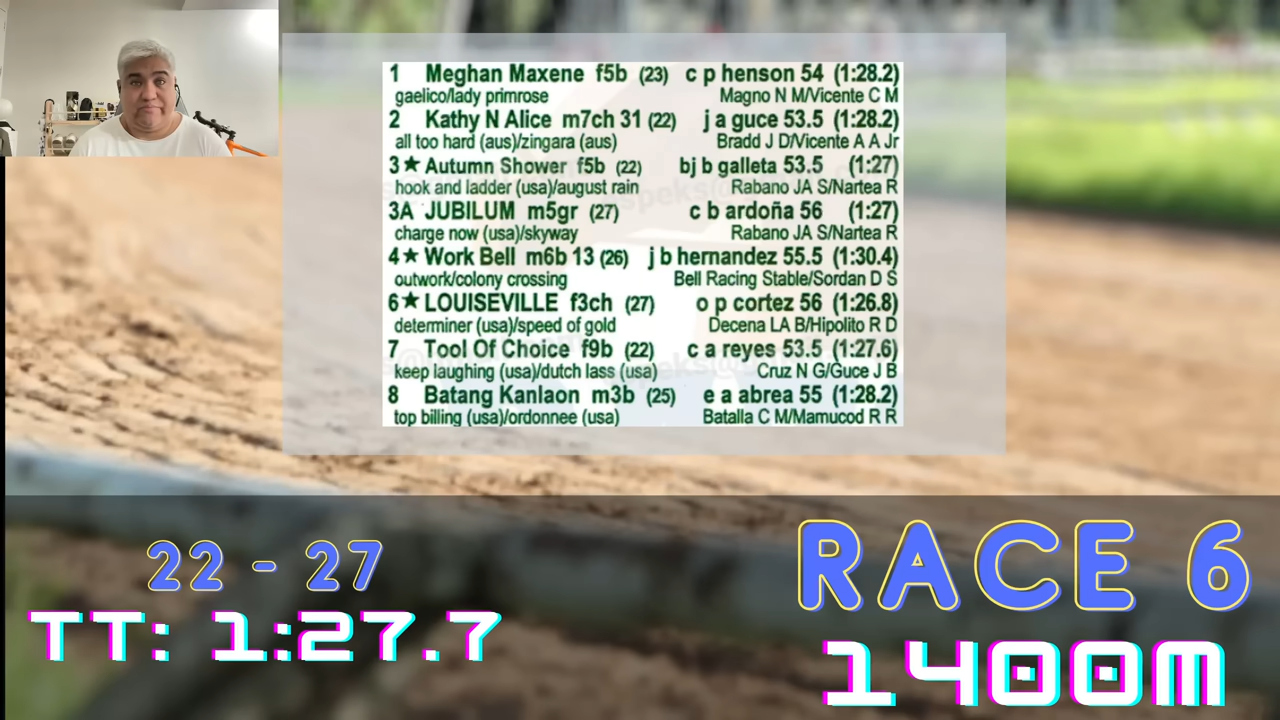 1 Meghan Maxene f5b (23) c p henson 54 (1:28.2)
gaelico/lady primrose Magno N M/Vicente C M
2 Kathy N Alice m7ch 31 (22) j a guce 53.5 (1:28.2)
all too hard (aus)/zingara (aus) Bradd J D/Vicente A A Jr
3★ Autumn Shower f5b (22) bj b galleta 53.5 (1:27)
hook and ladder (usa)/august rain Rabano JA S/Nartea R
3A JUBILUM m5gr (27) c b ardoña 56 (1:27)
charge now (usa)/skyway Rabano JA S/Nartea R
4★ Work Bell m6b 13 (26) j b hernandez 55.5 (1:30.4)
outwork/colony crossing Bell Racing Stable/Sordan D S
6★ LOUISEVILLE f3ch (27) o p cortez 56 (1:26.8)
determiner (usa)/speed of gold Decena LA B/Hipolito R D
7 Tool Of Choice f9b (22) c a reyes 53.5 (1:27.6)
keep laughing (usa)/dutch lass (usa) Cruz N G/Guce J B
8 Batang Kanlaon m3b (25) e a abrea 55 (1:28.2)
top billing (usa)/ordonnee (usa) Batalla C M/Mamucod R R
22 - 27
TT: 1:27.7
RACE 6
1400M